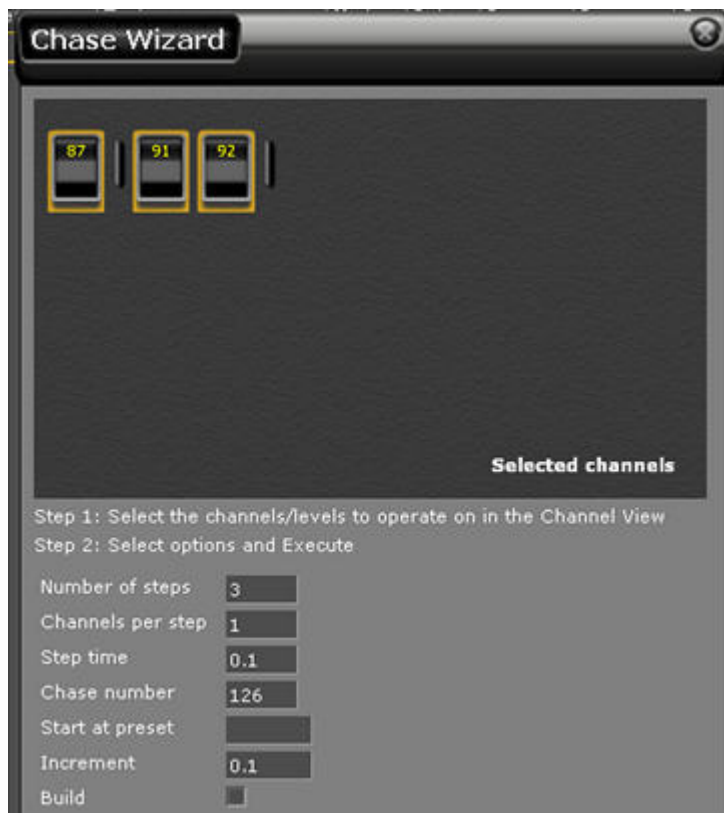 Chase Wizard
87 91 92
Selected channels
Step 1: Select the channels/levels to operate on in the Channel View
Step 2: Select options and Execute
Number of steps 3
Channels per step 1
Step time 0.1
Chase number 126
Start at preset
Increment 0.1
Build